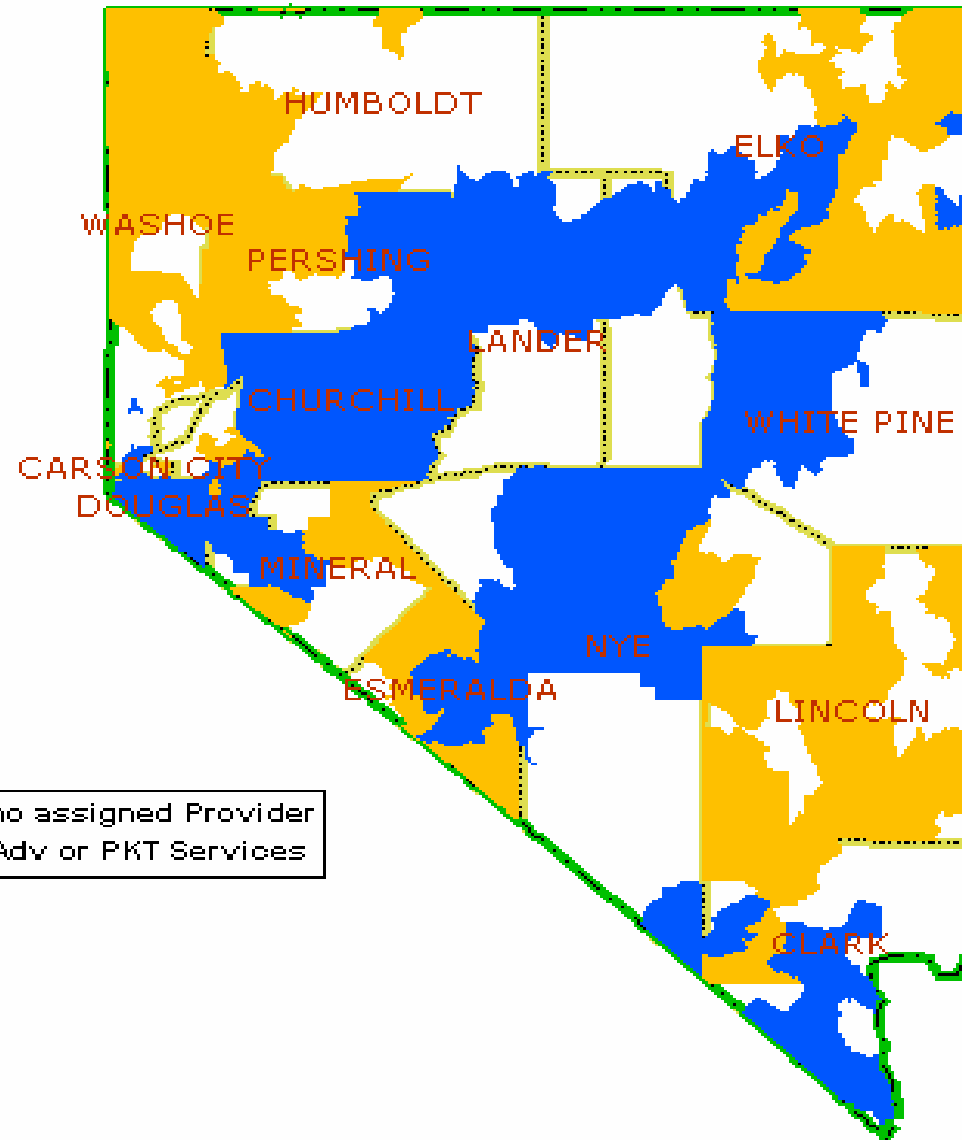 HUMBOLDT
ELKO
WASHOE
PERSHING
LANDER
CHURCHILL
WHITE PINE
CARSON CITY
DOUGLAS
MINERAL
NYE
ESMERALDA
LINCOLN
no assigned Provider
Adv or PKT Services
CLARK